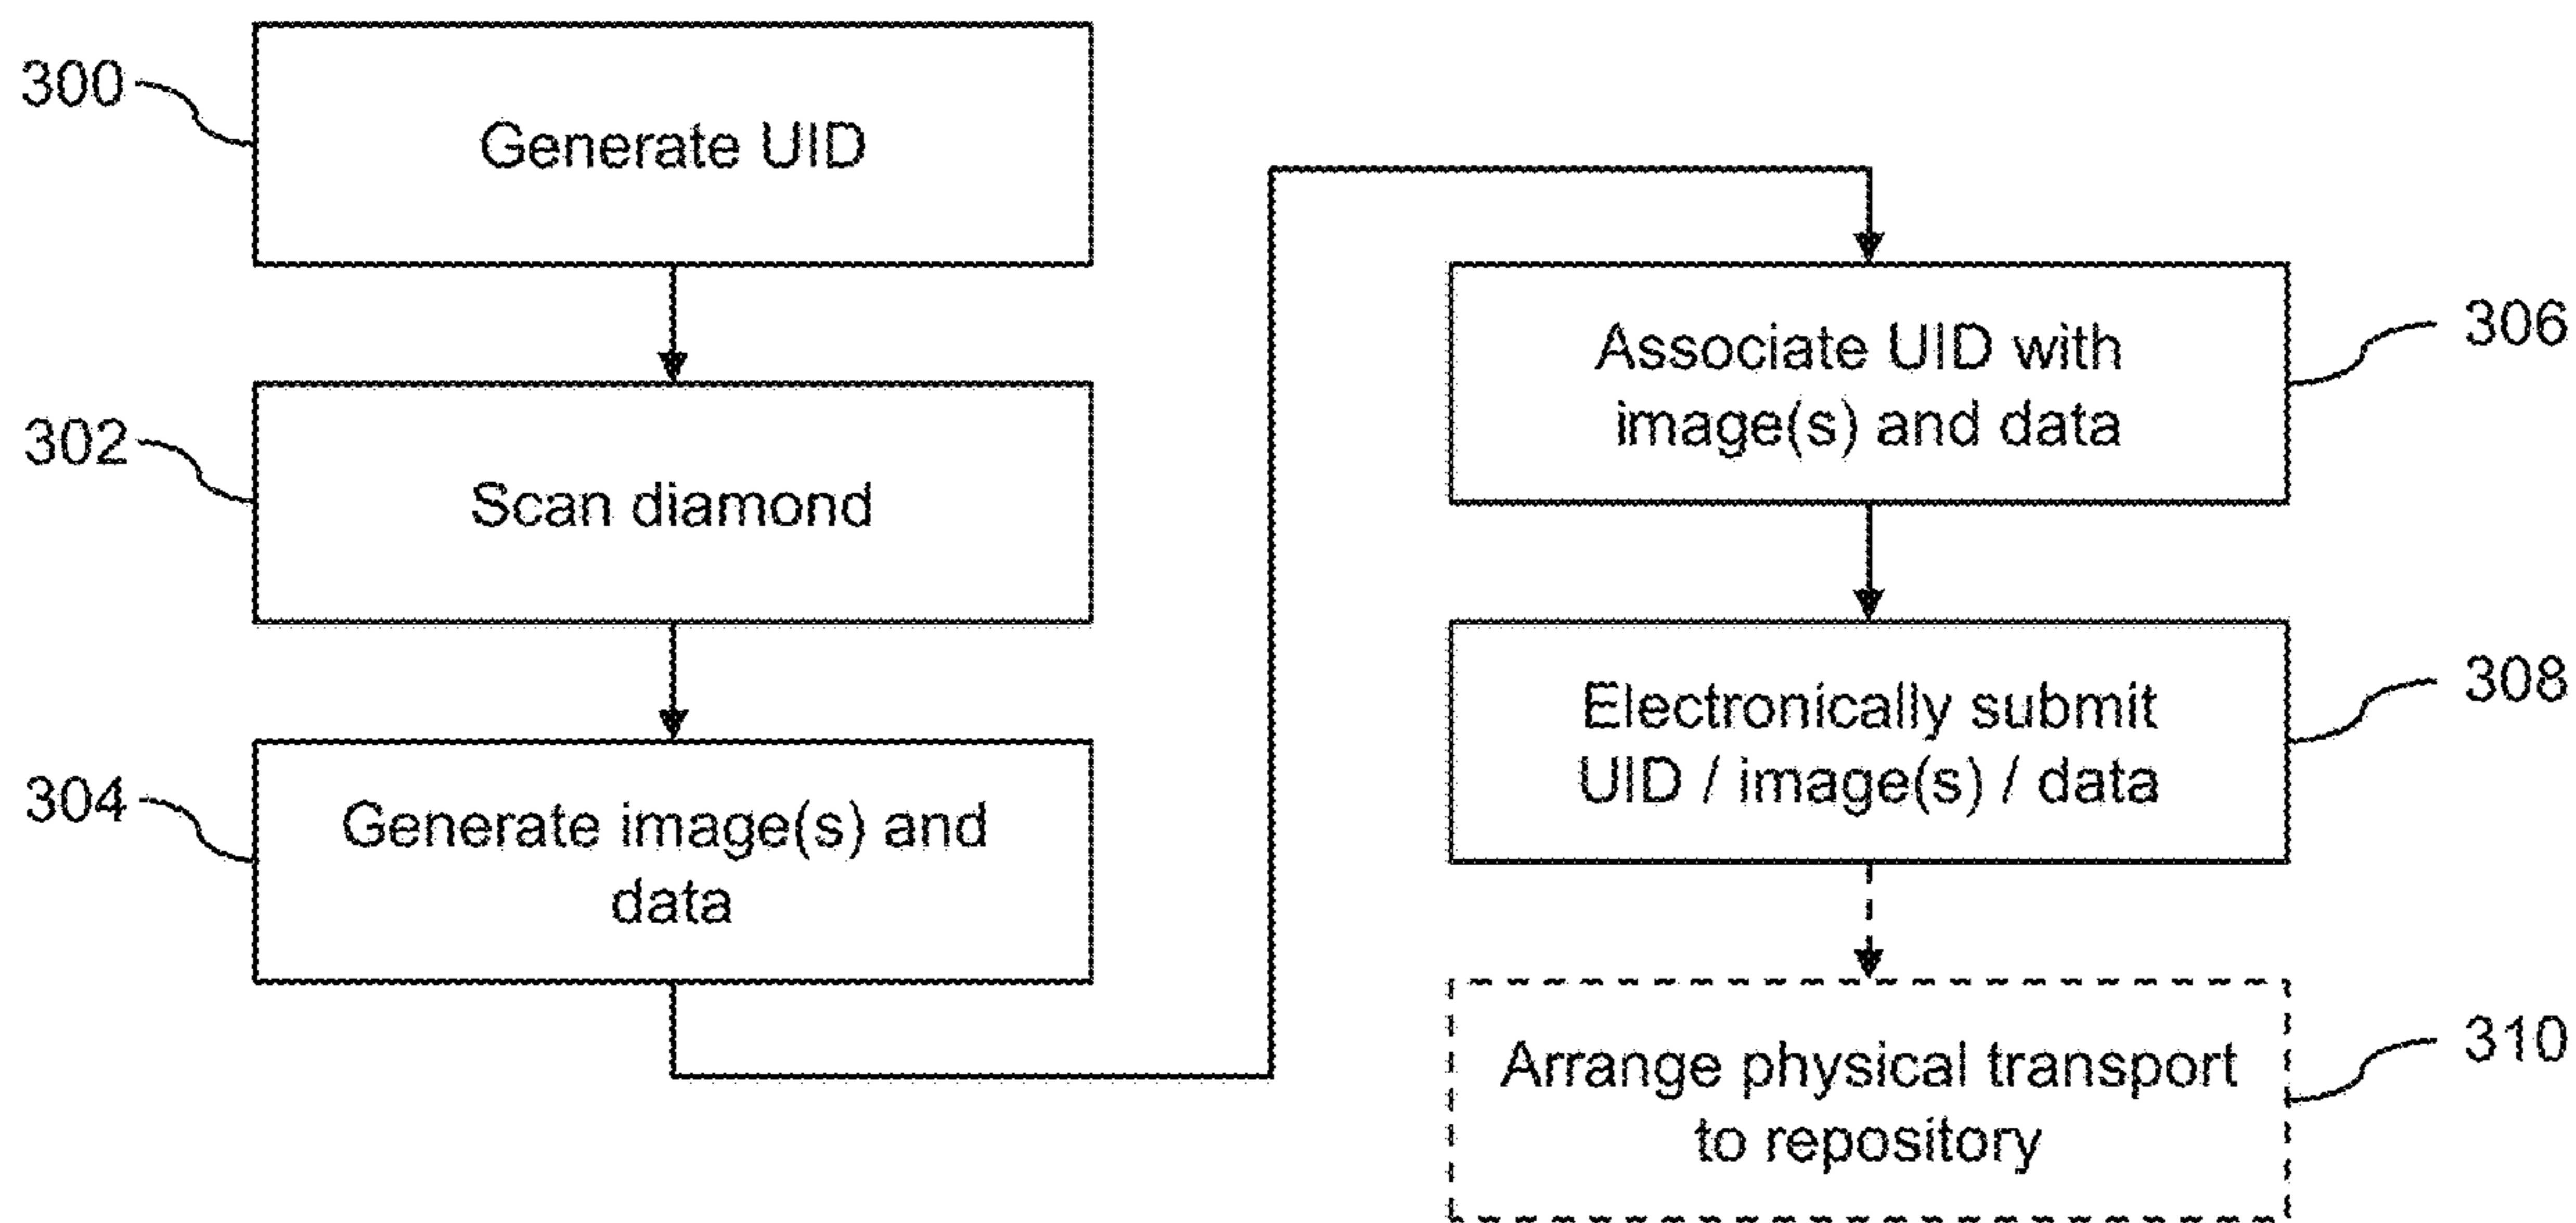 300
Generate UID
302
Scan diamond
304
Generate image(s) and
data
306
Associate UID with
image(s) and data
308
Electronically submit
UID / image(s) / data
310
Arrange physical transport
to repository